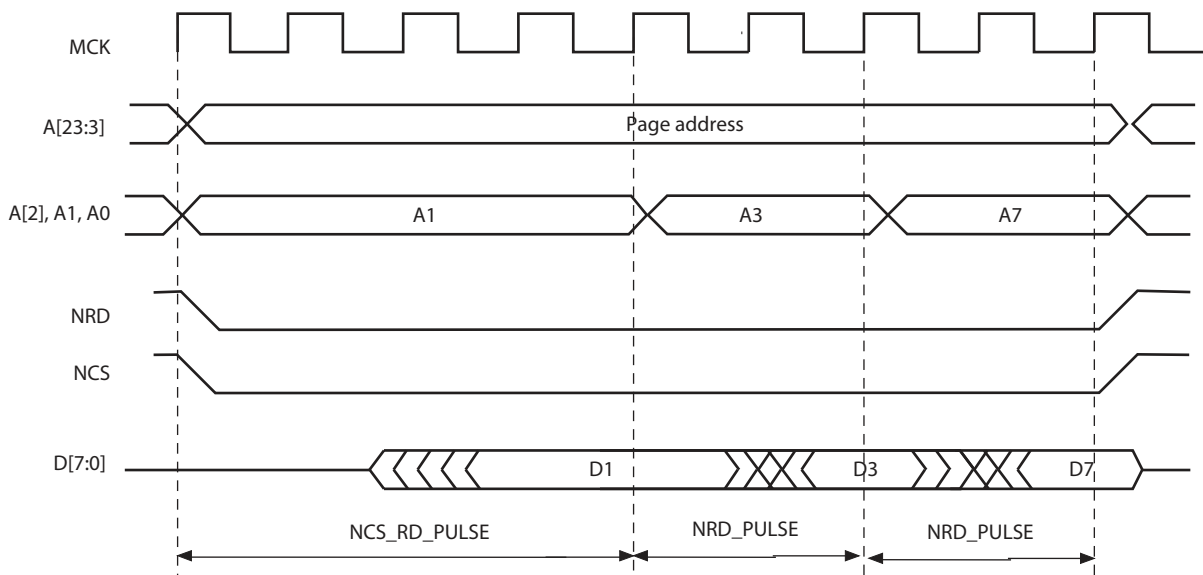 MCK
A[23:3]
Page address
A[2], A1, A0
A1
A3
A7
NRD
NCS
D[7:0]
D1
D3
D7
NCS_RD_PULSE
NRD_PULSE
NRD_PULSE